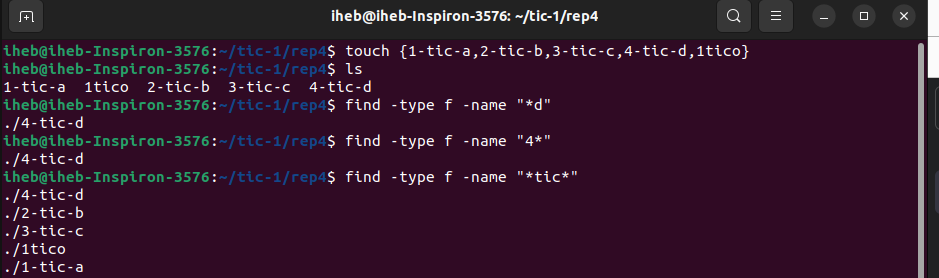 iheb@iheb-Inspiron-3576: ~/tic-1/rep4
iheb@iheb-Inspiron-3576:~/tic-1/rep4$ touch {1-tic-a,2-tic-b,3-tic-c,4-tic-d,1tico}
iheb@iheb-Inspiron-3576:~/tic-1/rep4$ ls
1-tic-a  1tico  2-tic-b  3-tic-c  4-tic-d
iheb@iheb-Inspiron-3576:~/tic-1/rep4$ find -type f -name "*d"
./4-tic-d
iheb@iheb-Inspiron-3576:~/tic-1/rep4$ find -type f -name "4*"
./4-tic-d
iheb@iheb-Inspiron-3576:~/tic-1/rep4$ find -type f -name "*tic*"
./4-tic-d
./2-tic-b
./3-tic-c
./1tico
./1-tic-a